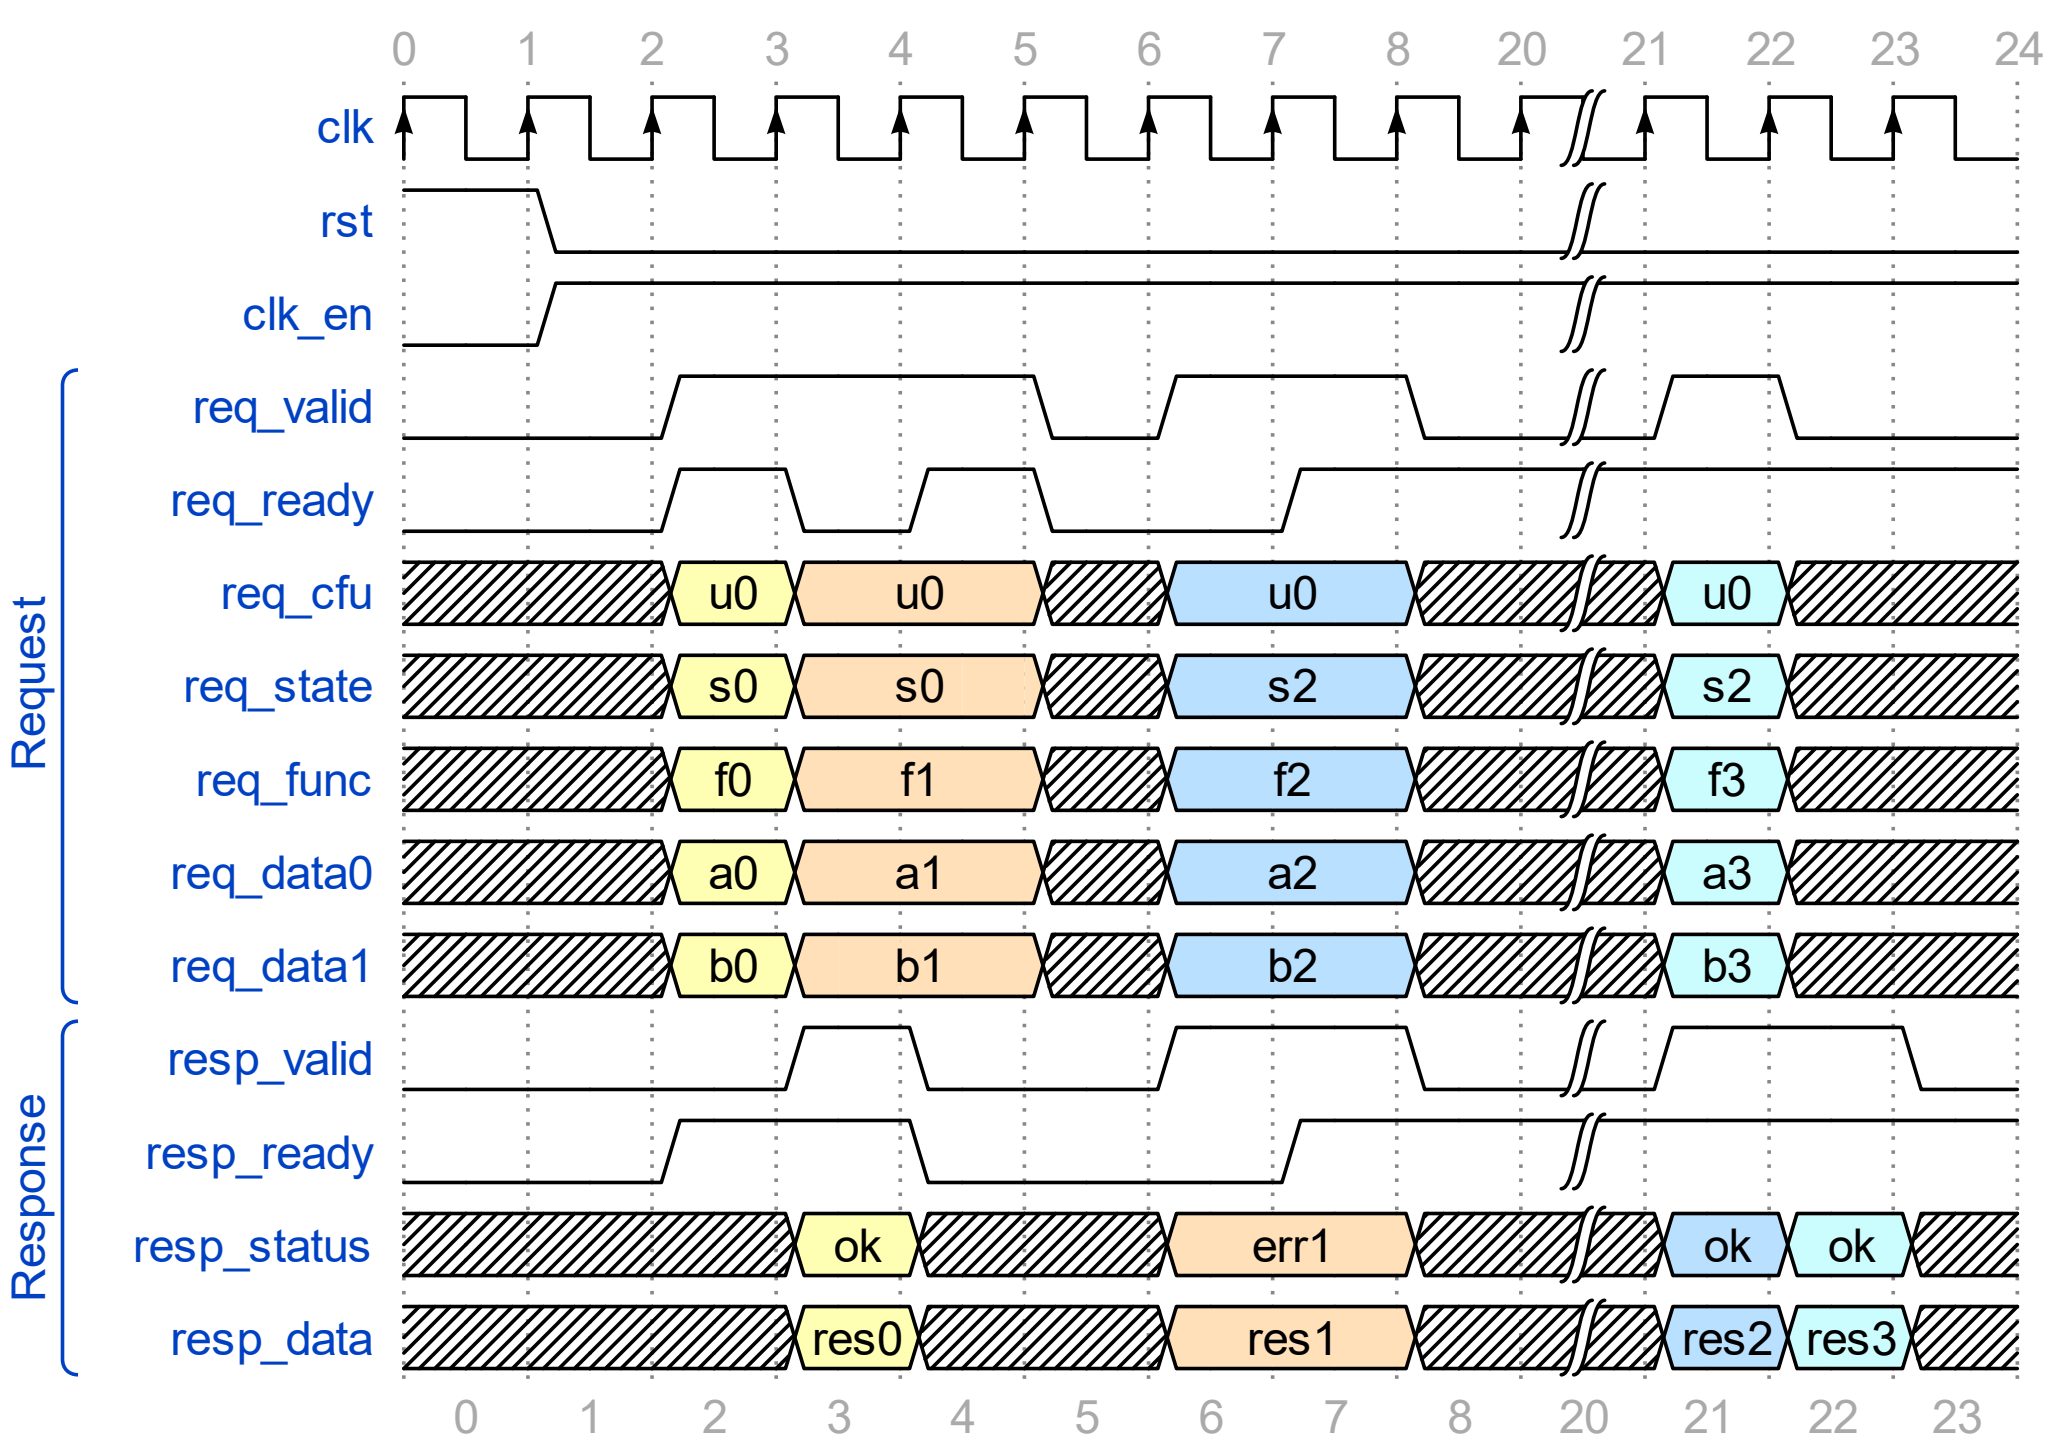 0 1 2 3 4 5 6 7 8 20 21 22 23 24
clk
rst
clk_en
Request
req_valid
req_ready
req_cfu u0 u0 u0 u0
req_state s0 s0 s2 s2
req_func f0 f1 f2 f3
req_data0 a0 a1 a2 a3
req_data1 b0 b1 b2 b3
Response
resp_valid
resp_ready
resp_status ok err1 ok ok
resp_data res0 res1 res2 res3
0 1 2 3 4 5 6 7 8 20 21 22 23